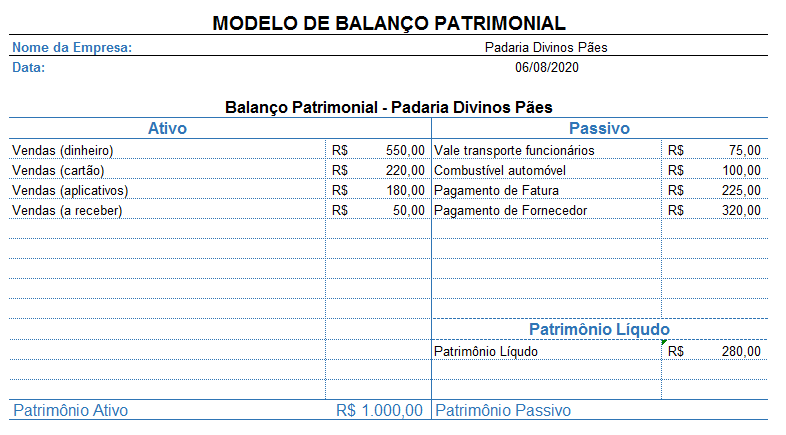 MODELO DE BALANÇO PATRIMONIAL
Nome da Empresa: Padaria Divinos Pães
Data: 06/08/2020
Balanço Patrimonial - Padaria Divinos Pães
Ativo Passivo
Vendas (dinheiro) R$ 550,00 Vale transporte funcionários R$ 75,00
Vendas (cartão) R$ 220,00 Combustível automóvel R$ 100,00
Vendas (aplicativos) R$ 180,00 Pagamento de Fatura R$ 225,00
Vendas (a receber) R$ 50,00 Pagamento de Fornecedor R$ 320,00
Patrimônio Líqudo
Patrimônio Líqudo R$ 280,00
Patrimônio Ativo R$ 1.000,00 Patrimônio Passivo